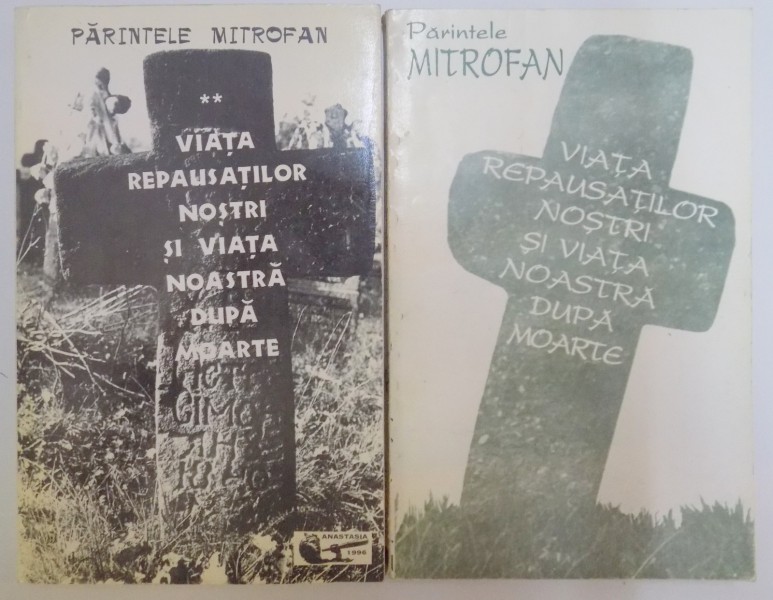 PĂRINTELE MITROFAN
**
VIAȚA
REPAUSAȚILOR
NOȘTRI
ȘI VIAȚA
NOASTRĂ
DUPĂ
MOARTE
ANASTASIA
1996
Părintele
MITROFAN
VIAȚA
REPAUSAȚILOR
NOȘTRI
ȘI VIAȚA
NOASTRĂ
DUPĂ
MOARTE